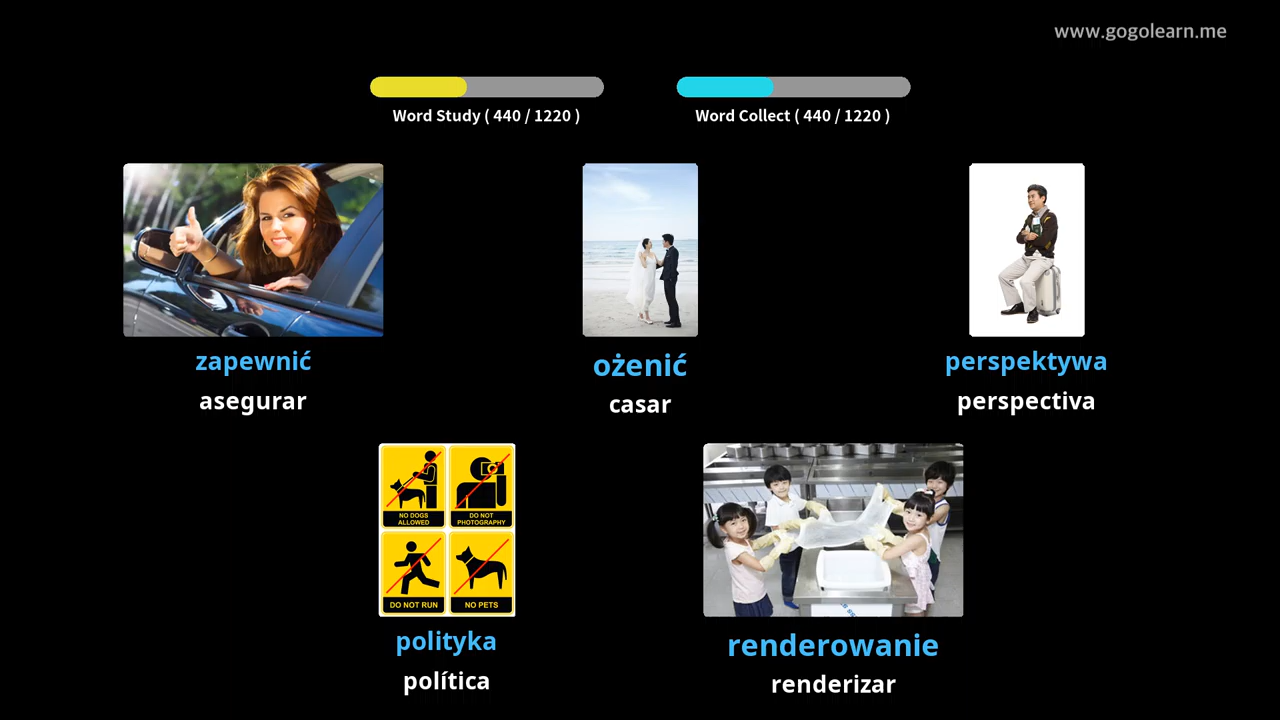 www.gogolearn.me
Word Study ( 440 / 1220 )
Word Collect ( 440 / 1220 )
zapewnić
asegurar
ożenić
casar
perspektywa
perspectiva
NO DOGS
ALLOWED
DO NOT
PHOTOGRAPHY
DO NOT RUN
NO PETS
polityka
política
renderowanie
renderizar